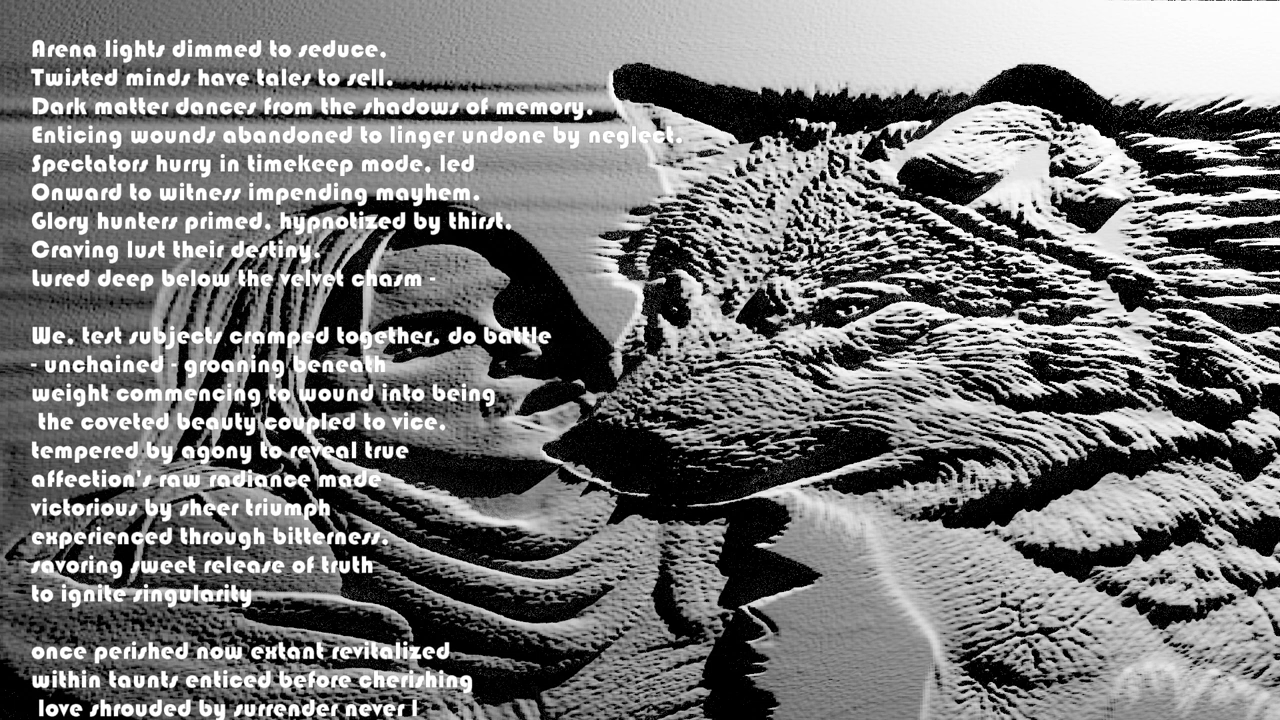 Arena lights dimmed to seduce,
Twisted minds have tales to sell.
Dark matter dances from the shadows of memory.
Enticing wounds abandoned to linger undone by neglect.
Spectators hurry in timekeep mode, led
Onward to witness impending mayhem.
Glory hunters primed, hypnotized by thirst.
Craving lust their destiny,
lured deep below the velvet chasm -
We, test subjects cramped together, do battle
- unchained - groaning beneath
weight commencing to wound into being
the coveted beauty coupled to vice,
tempered by agony to reveal true
affection's raw radiance made
victorious by sheer triumph
experienced through bitterness,
savoring sweet release of truth
to ignite singularity
once perished now extant revitalized
within taunts enticed before cherishing
love shrouded by surrender never I